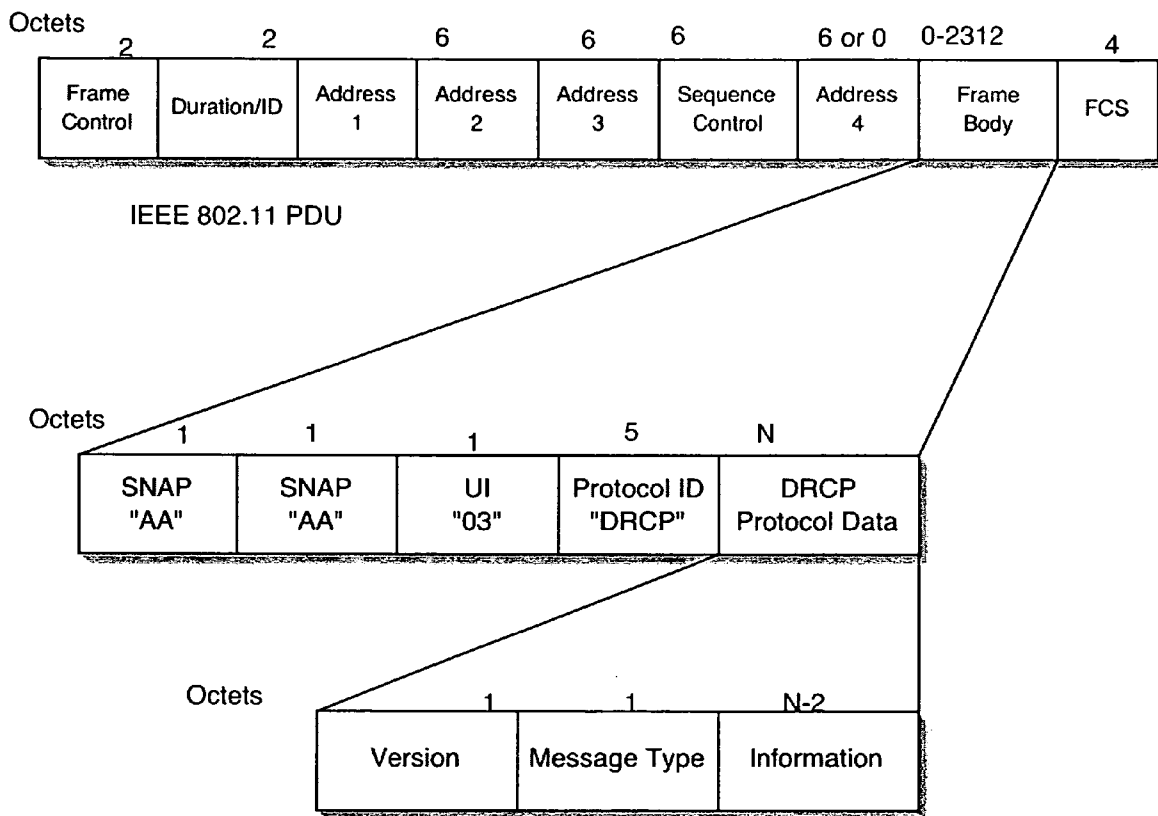 Octets
2 2 6 6 6 6 or 0 0-2312 4
Frame Control
Duration/ID
Address 1
Address 2
Address 3
Sequence Control
Address 4
Frame Body
FCS
IEEE 802.11 PDU
Octets
1 1 1 5 N
SNAP "AA"
SNAP "AA"
UI "03"
Protocol ID "DRCP"
DRCP Protocol Data
Octets
1 1 N-2
Version
Message Type
Information